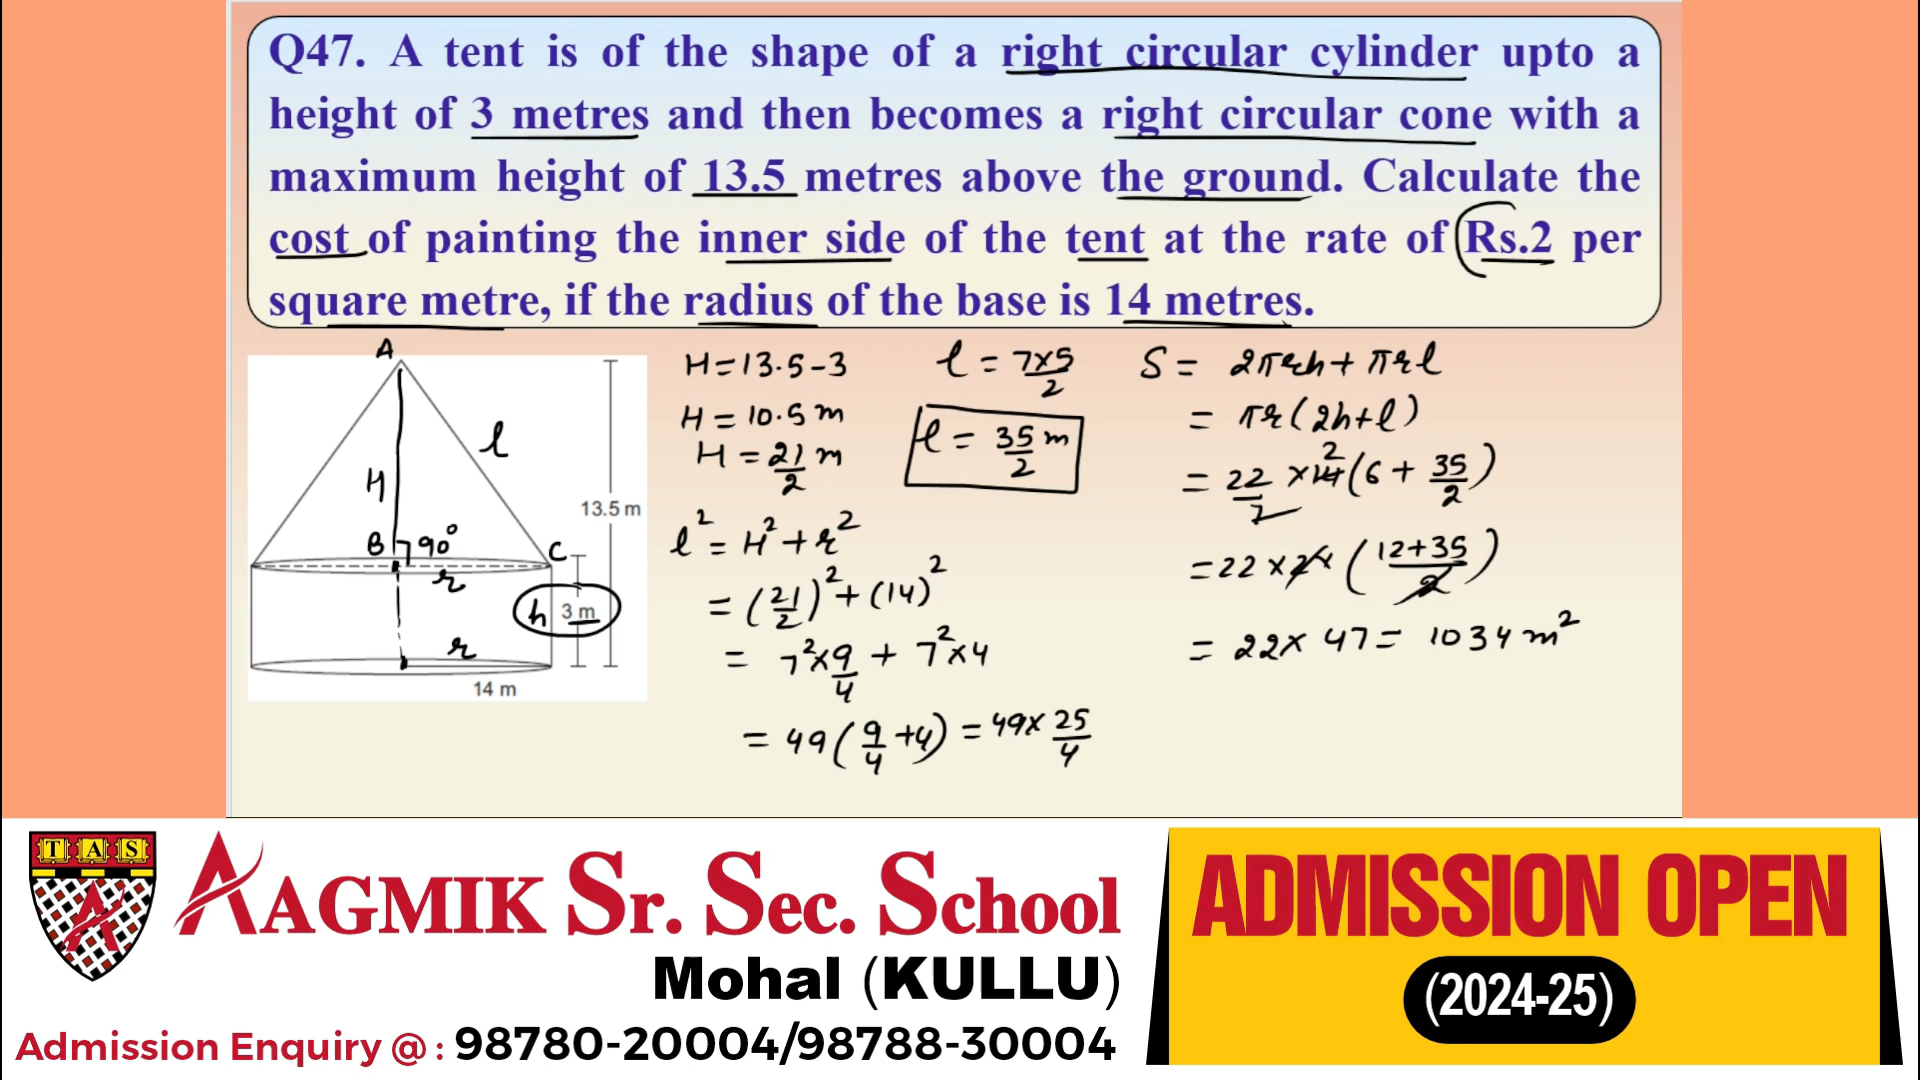 Q47. A tent is of the shape of a right circular cylinder upto a
height of 3 metres and then becomes a right circular cone with a
maximum height of 13.5 metres above the ground. Calculate the
cost of painting the inner side of the tent at the rate of Rs.2 per
square metre, if the radius of the base is 14 metres.
A
l
H
13.5 m
B 90° C
r
h 3 m
r
14 m
H = 13.5 - 3
H = 10.5 m
H = 21/2 m
l² = H² + r²
= (21/2)² + (14)²
= 7² × 9/4 + 7² × 4
= 49 (9/4 + 4) = 49 × 25/4
l = 7×5/2
l = 35/2 m
S = 2πrh + πrl
= πr (2h + l)
= 22/7 × 14 2 (6 + 35/2)
= 22 × 2 × (12+35/2)
= 22 × 47 = 1034 m²
TAS
AAGMIK Sr. Sec. School
Mohal (KULLU)
Admission Enquiry @ : 98780-20004/98788-30004
ADMISSION OPEN
(2024-25)